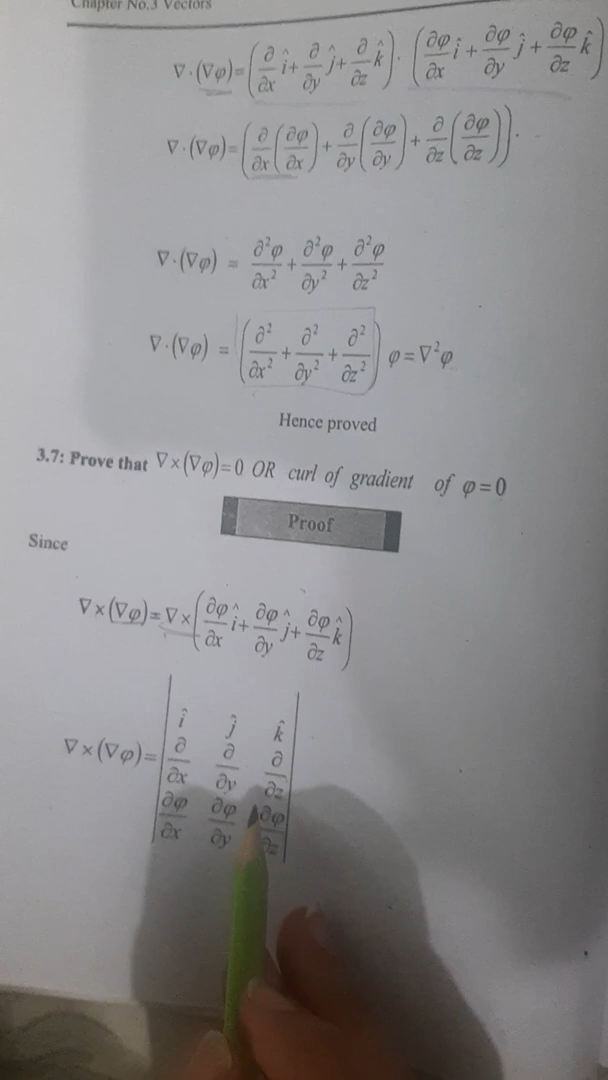 Chapter No.3 Vectors
∇·(∇φ)=(∂/∂x î+∂/∂y ĵ+∂/∂z k̂)·(∂φ/∂x î+∂φ/∂y ĵ+∂φ/∂z k̂)
∇·(∇φ)=(∂/∂x(∂φ/∂x)+∂/∂y(∂φ/∂y)+∂/∂z(∂φ/∂z)).
∇·(∇φ) = ∂²φ/∂x²+∂²φ/∂y²+∂²φ/∂z²
∇·(∇φ) = (∂²/∂x²+∂²/∂y²+∂²/∂z²)φ=∇²φ
Hence proved
3.7: Prove that ∇×(∇φ)=0 OR curl of gradient of φ=0
Proof
Since
∇×(∇φ)=∇×(∂φ/∂x î+∂φ/∂y ĵ+∂φ/∂z k̂)
∇×(∇φ)=| î ĵ k̂
∂/∂x ∂/∂y ∂/∂z
∂φ/∂x ∂φ/∂y ∂φ/∂z |